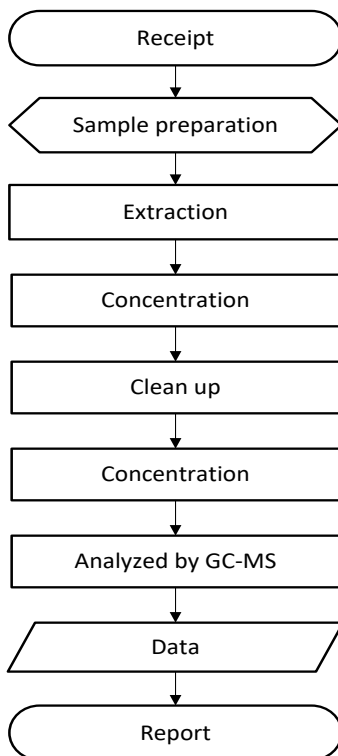 Receipt
Sample preparation
Extraction
Concentration
Clean up
Concentration
Analyzed by GC-MS
Data
Report